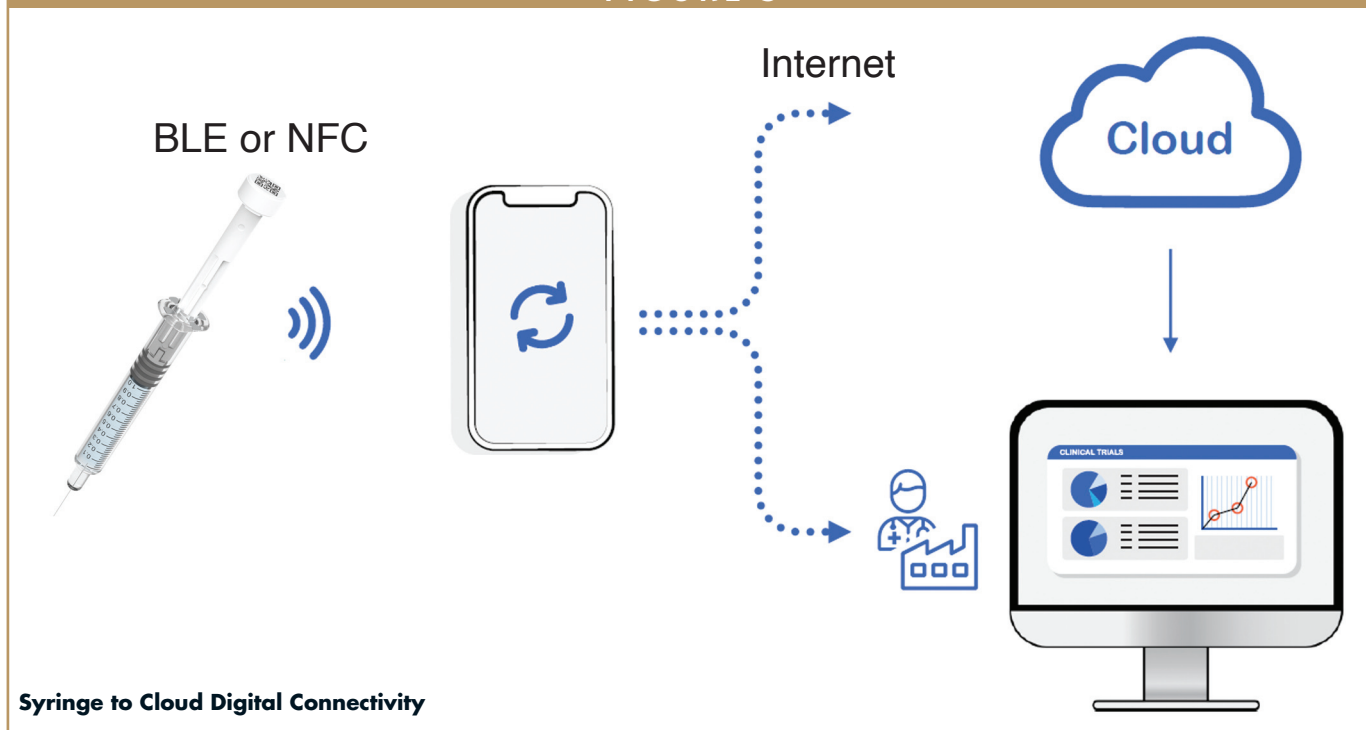 Internet
Cloud
BLE or NFC
CLINICAL TRIALS
Syringe to Cloud Digital Connectivity